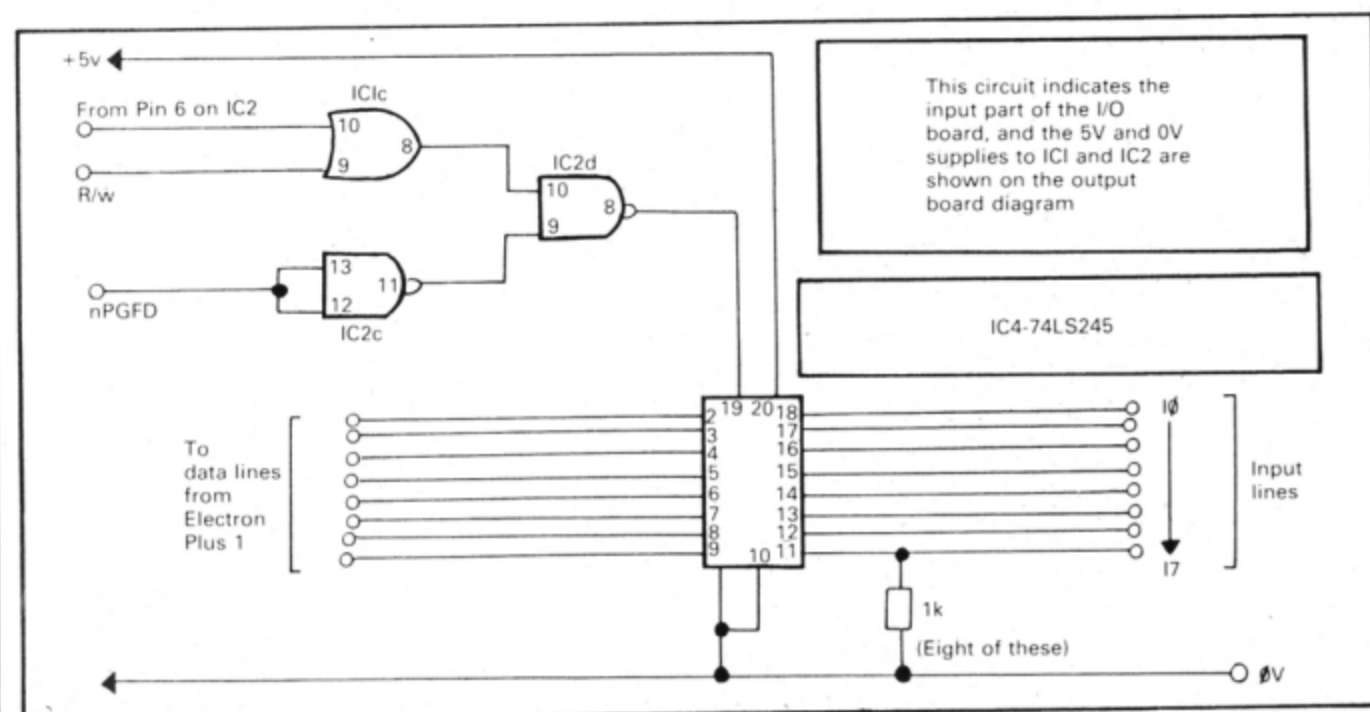 +5v
From Pin 6 on IC2
R/w
ICIc
10
9
8
IC2d
10
9
8
nPGFD
13
12
11
IC2c
This circuit indicates the
input part of the I/O
board, and the 5V and 0V
supplies to ICI and IC2 are
shown on the output
board diagram
IC4-74LS245
To
data lines
from
Electron
Plus 1
19 20
2
3
4
5
6
7
8
9
10
18
17
16
15
14
13
12
11
IØ
I7
Input
lines
1k
(Eight of these)
ØV